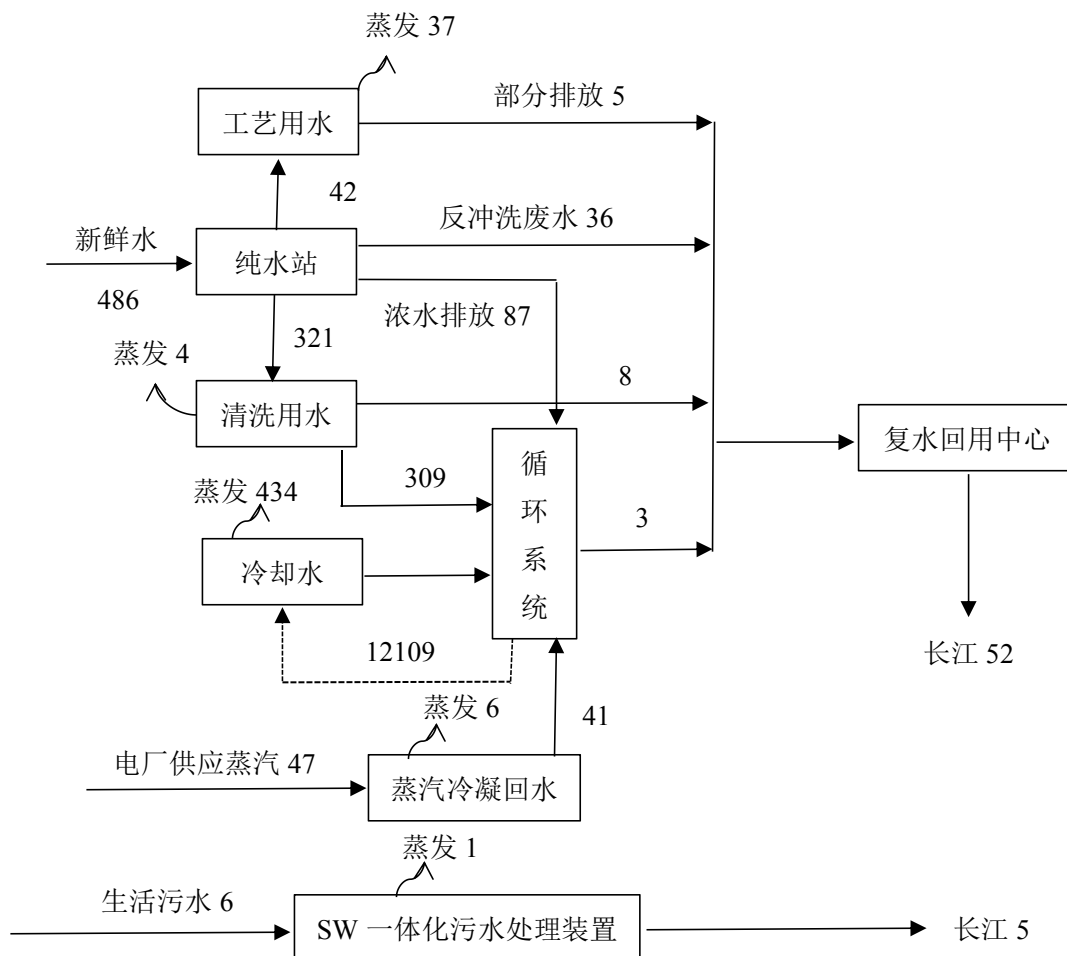 蒸发 37
部分排放 5
工艺用水
42
反冲洗废水 36
新鲜水
纯水站
486
浓水排放 87
321
蒸发 4
8
清洗用水
复水回用中心
循
环
系
统
309
蒸发 434
3
冷却水
12109
长江 52
蒸发 6
41
电厂供应蒸汽 47
蒸汽冷凝回水
蒸发 1
生活污水 6
SW 一体化污水处理装置
长江 5